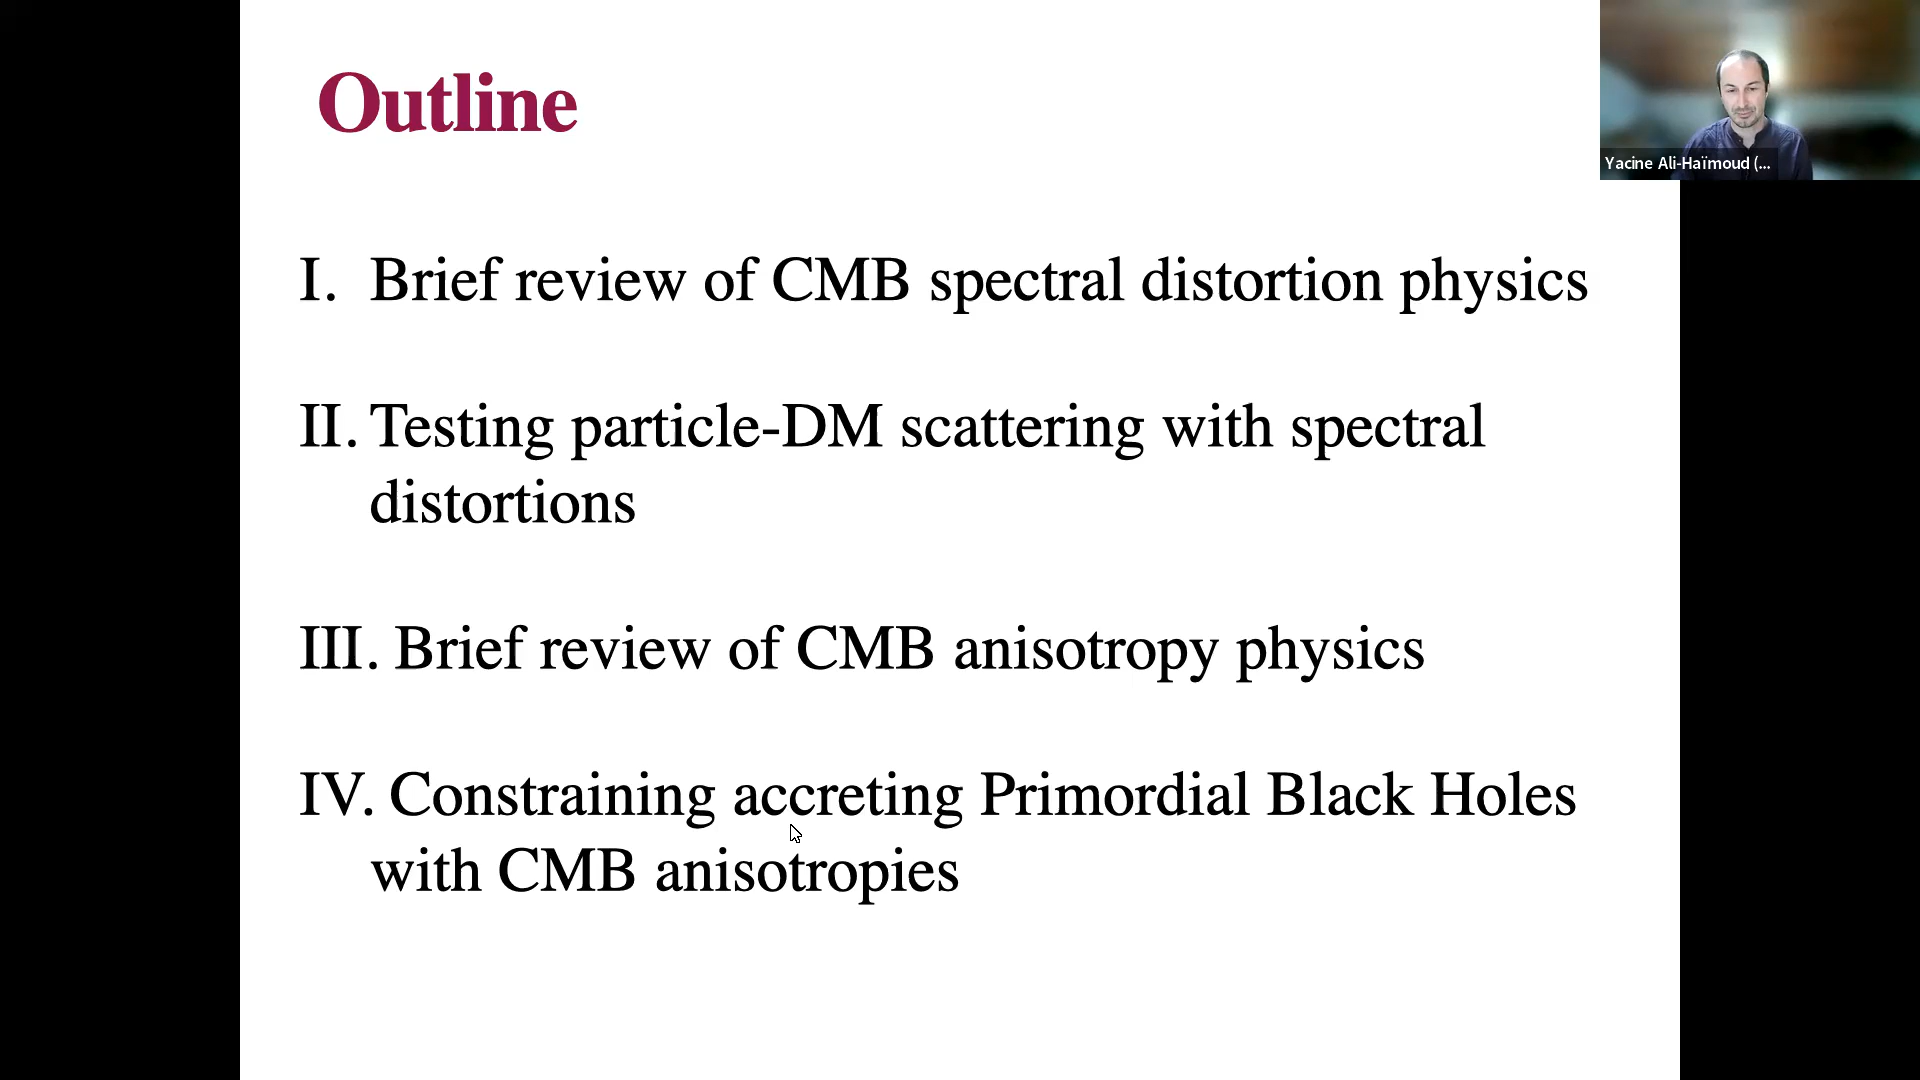 Outline
Yacine Ali-Haïmoud (...
I. Brief review of CMB spectral distortion physics
II. Testing particle-DM scattering with spectral
distortions
III. Brief review of CMB anisotropy physics
IV. Constraining accreting Primordial Black Holes
with CMB anisotropies